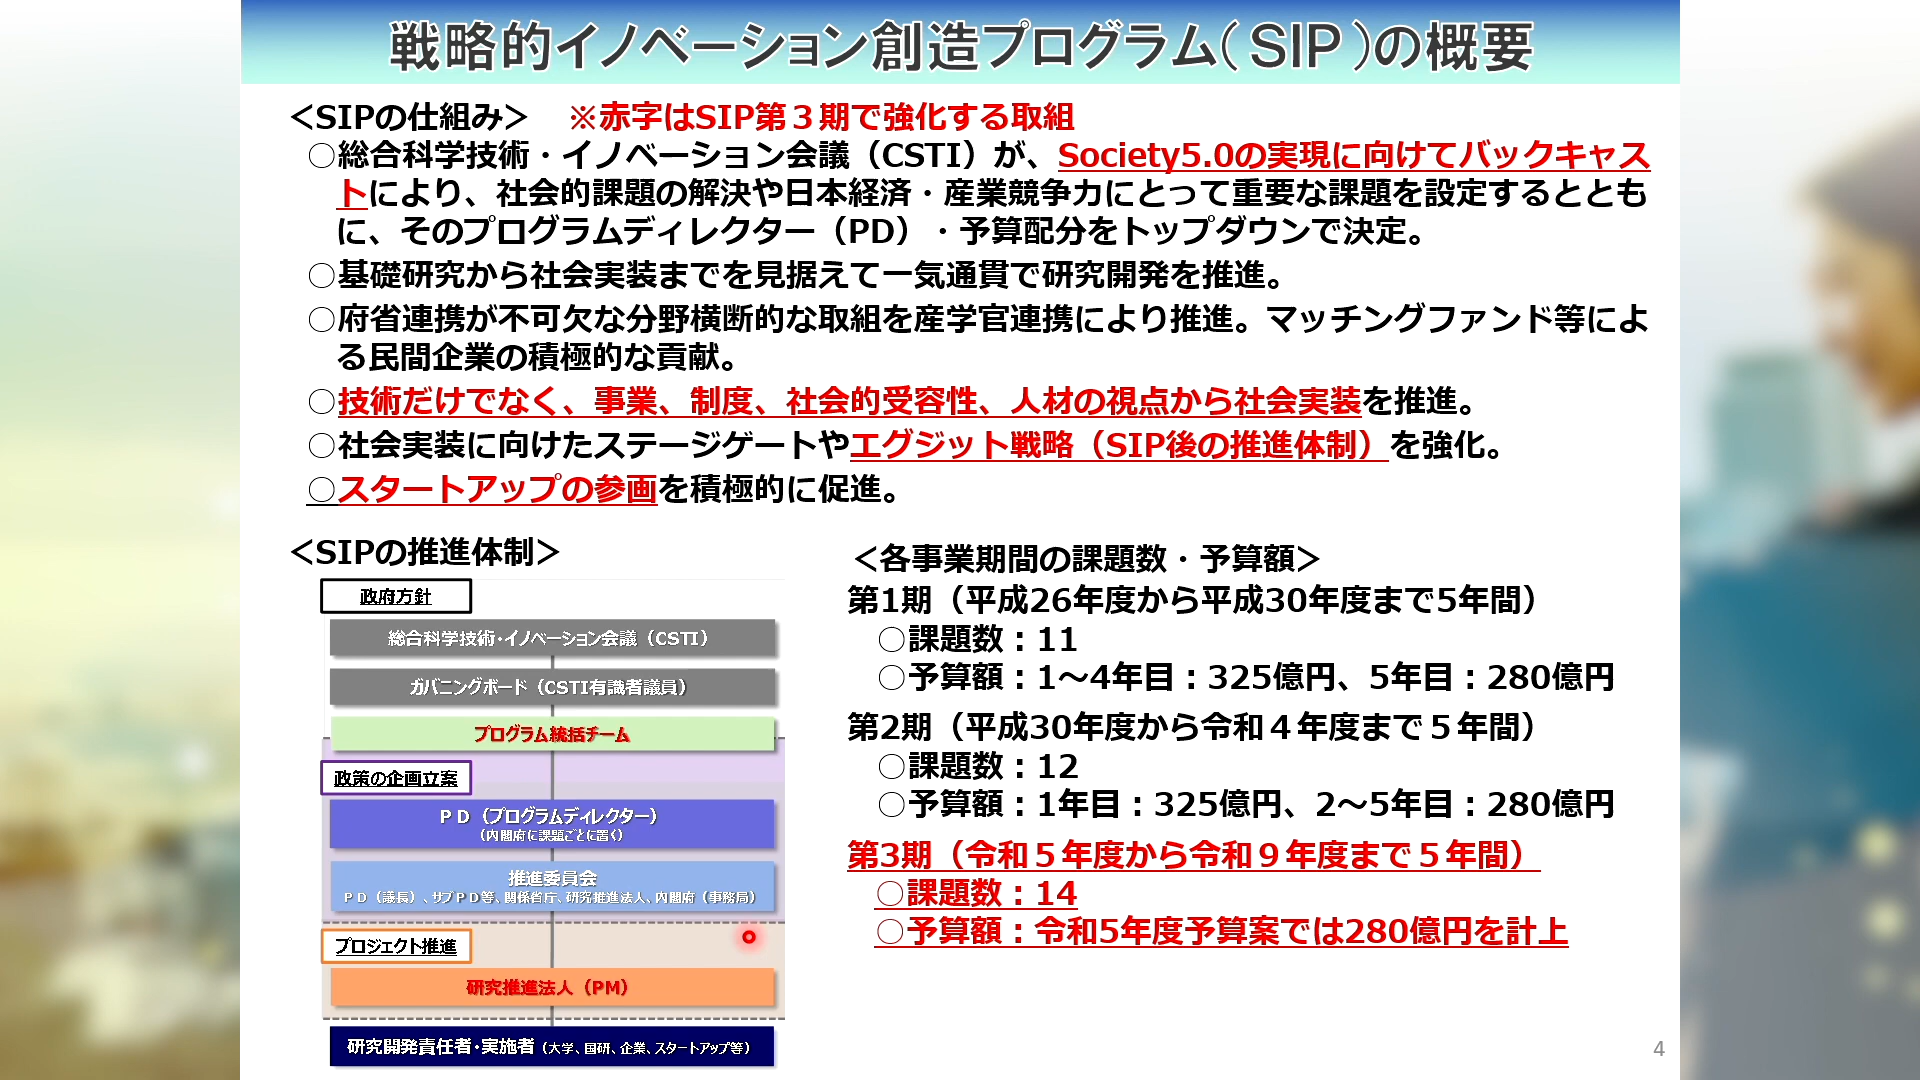 戦略的イノベーション創造プログラム（SIP）の概要
＜SIPの仕組み＞　※赤字はSIP第３期で強化する取組
○総合科学技術・イノベーション会議（CSTI）が、Society5.0の実現に向けてバックキャス
トにより、社会的課題の解決や日本経済・産業競争力にとって重要な課題を設定するととも
に、そのプログラムディレクター（PD）・予算配分をトップダウンで決定。
○基礎研究から社会実装までを見据えて一気通貫で研究開発を推進。
○府省連携が不可欠な分野横断的な取組を産学官連携により推進。マッチングファンド等によ
る民間企業の積極的な貢献。
○技術だけでなく、事業、制度、社会的受容性、人材の視点から社会実装を推進。
○社会実装に向けたステージゲートやエグジット戦略（SIP後の推進体制）を強化。
○スタートアップの参画を積極的に促進。
＜SIPの推進体制＞
政府方針
総合科学技術・イノベーション会議（CSTI）
ガバニングボード（CSTI有識者議員）
プログラム統括チーム
政策の企画立案
ＰＤ（プログラムディレクター）
（内閣府に課題ごとに置く）
推進委員会
ＰＤ（議長）、サブＰＤ等、関係省庁、研究推進法人、内閣府（事務局）
プロジェクト推進
研究推進法人（PM）
研究開発責任者・実施者（大学、国研、企業、スタートアップ等）
＜各事業期間の課題数・予算額＞
第1期（平成26年度から平成30年度まで5年間）
○課題数：11
○予算額：1～4年目：325億円、5年目：280億円
第2期（平成30年度から令和４年度まで５年間）
○課題数：12
○予算額：1年目：325億円、2～5年目：280億円
第3期（令和５年度から令和９年度まで５年間）
○課題数：14
○予算額：令和5年度予算案では280億円を計上
4